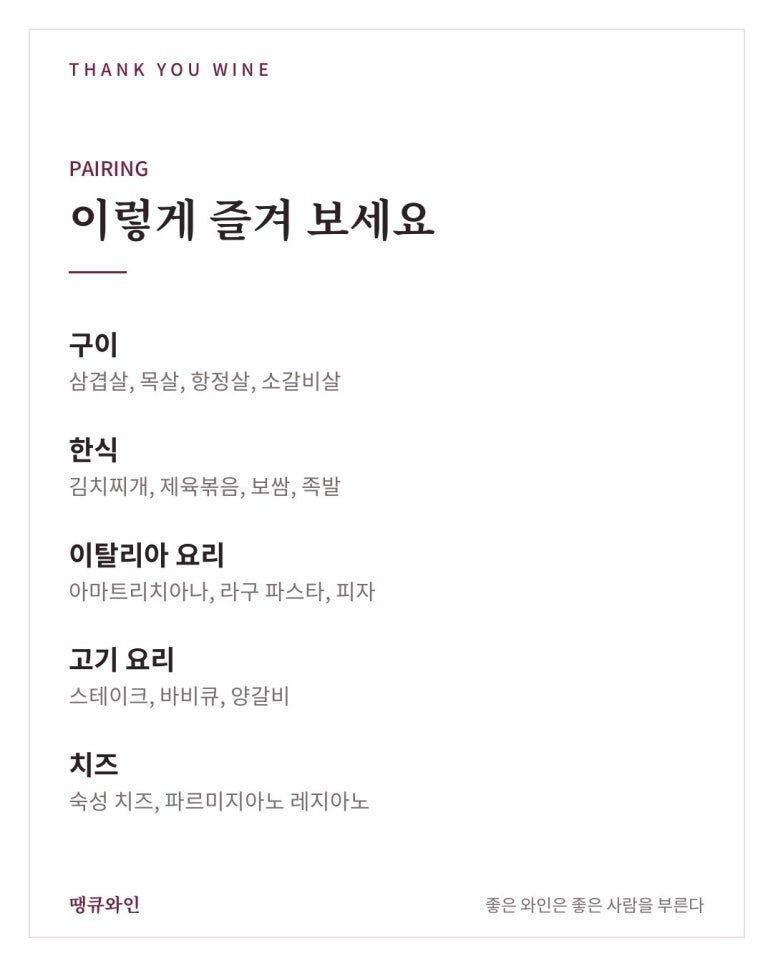 THANK YOU WINE
PAIRING
이렇게 즐겨 보세요
구이
삼겹살, 목살, 항정살, 소갈비살
한식
김치찌개, 제육볶음, 보쌈, 족발
이탈리아 요리
아마트리치아나, 라구 파스타, 피자
고기 요리
스테이크, 바비큐, 양갈비
치즈
숙성 치즈, 파르미지아노 레지아노
땡큐와인
좋은 와인은 좋은 사람을 부른다